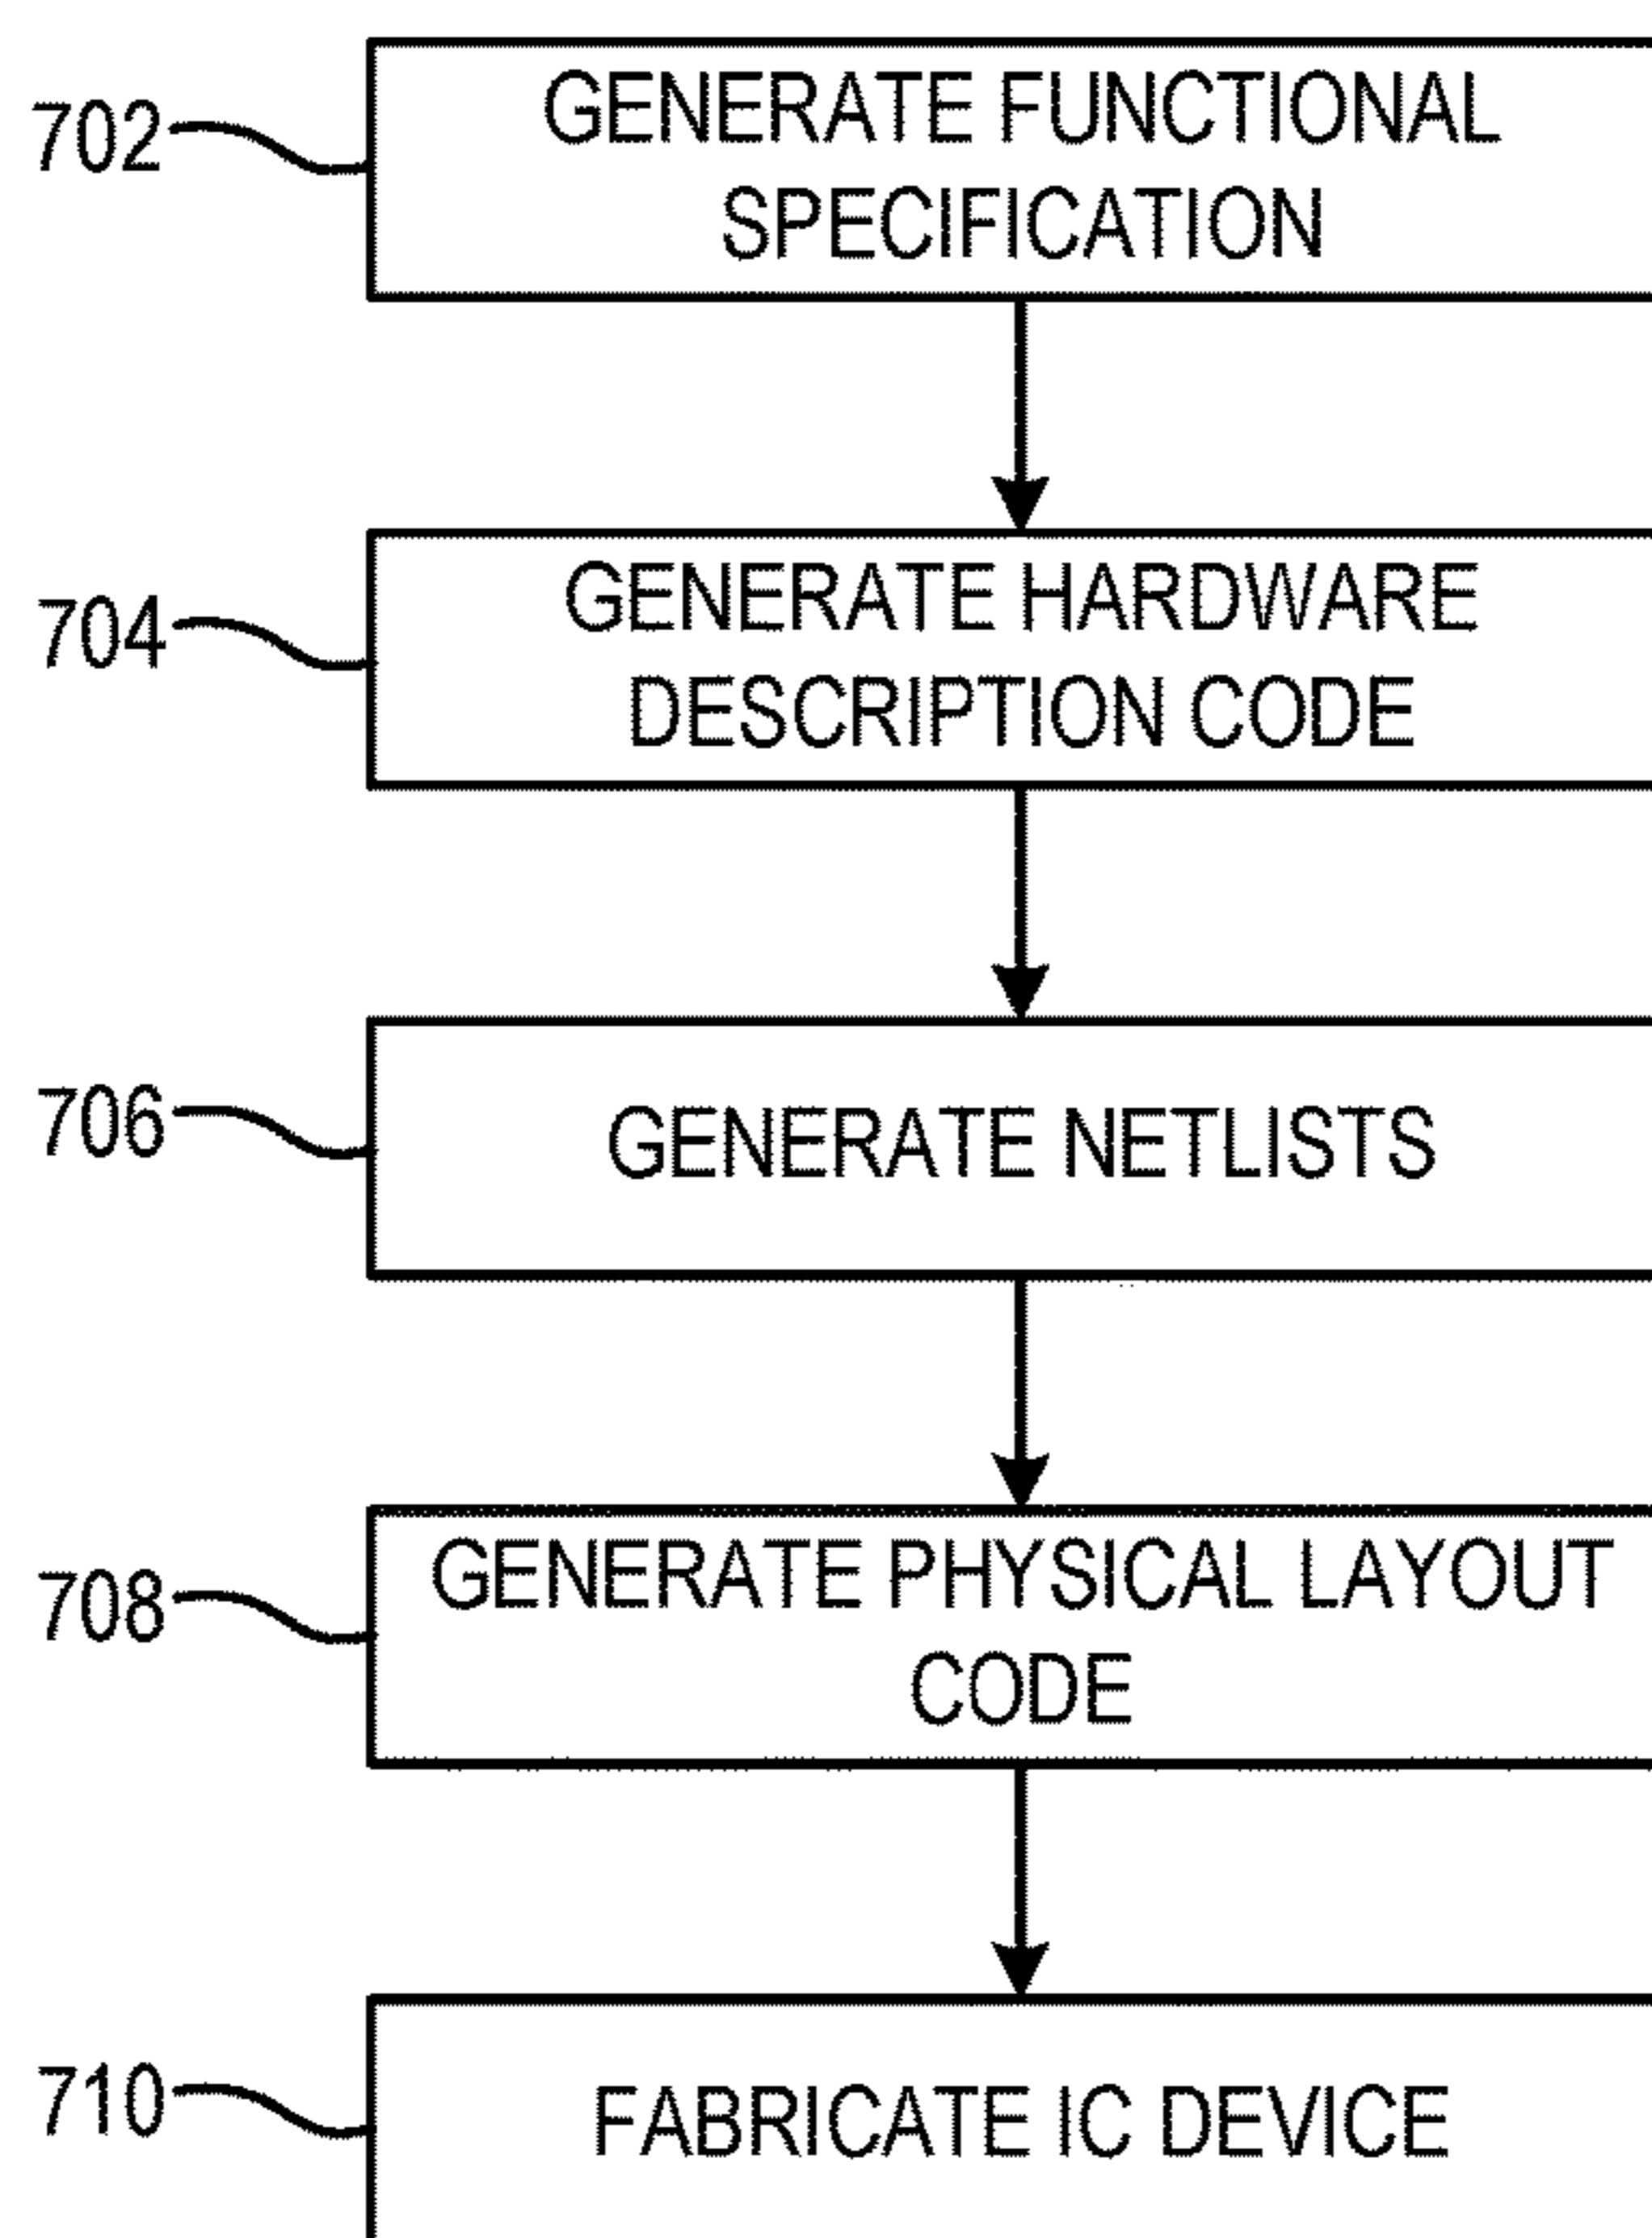 702
GENERATE FUNCTIONAL
SPECIFICATION
704
GENERATE HARDWARE
DESCRIPTION CODE
706
GENERATE NETLISTS
708
GENERATE PHYSICAL LAYOUT
CODE
710
FABRICATE IC DEVICE